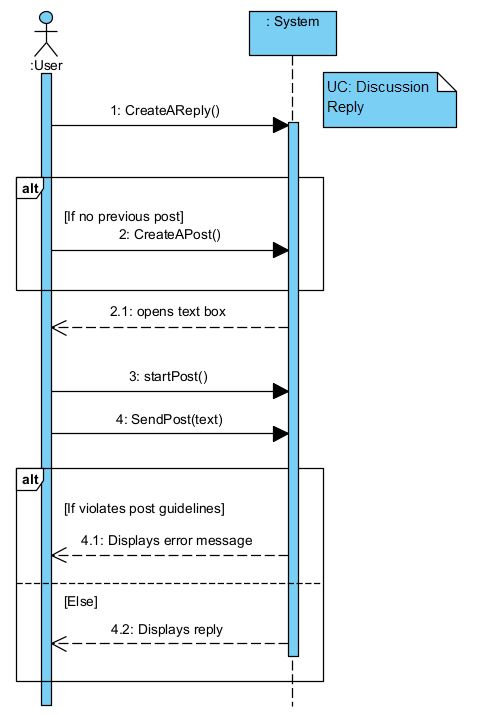 : System
:User
UC: Discussion
Reply
1: CreateAReply()
alt
[If no previous post]
2: CreateAPost()
2.1: opens text box
3: startPost()
4: SendPost(text)
alt
[If violates post guidelines]
4.1: Displays error message
[Else]
4.2: Displays reply